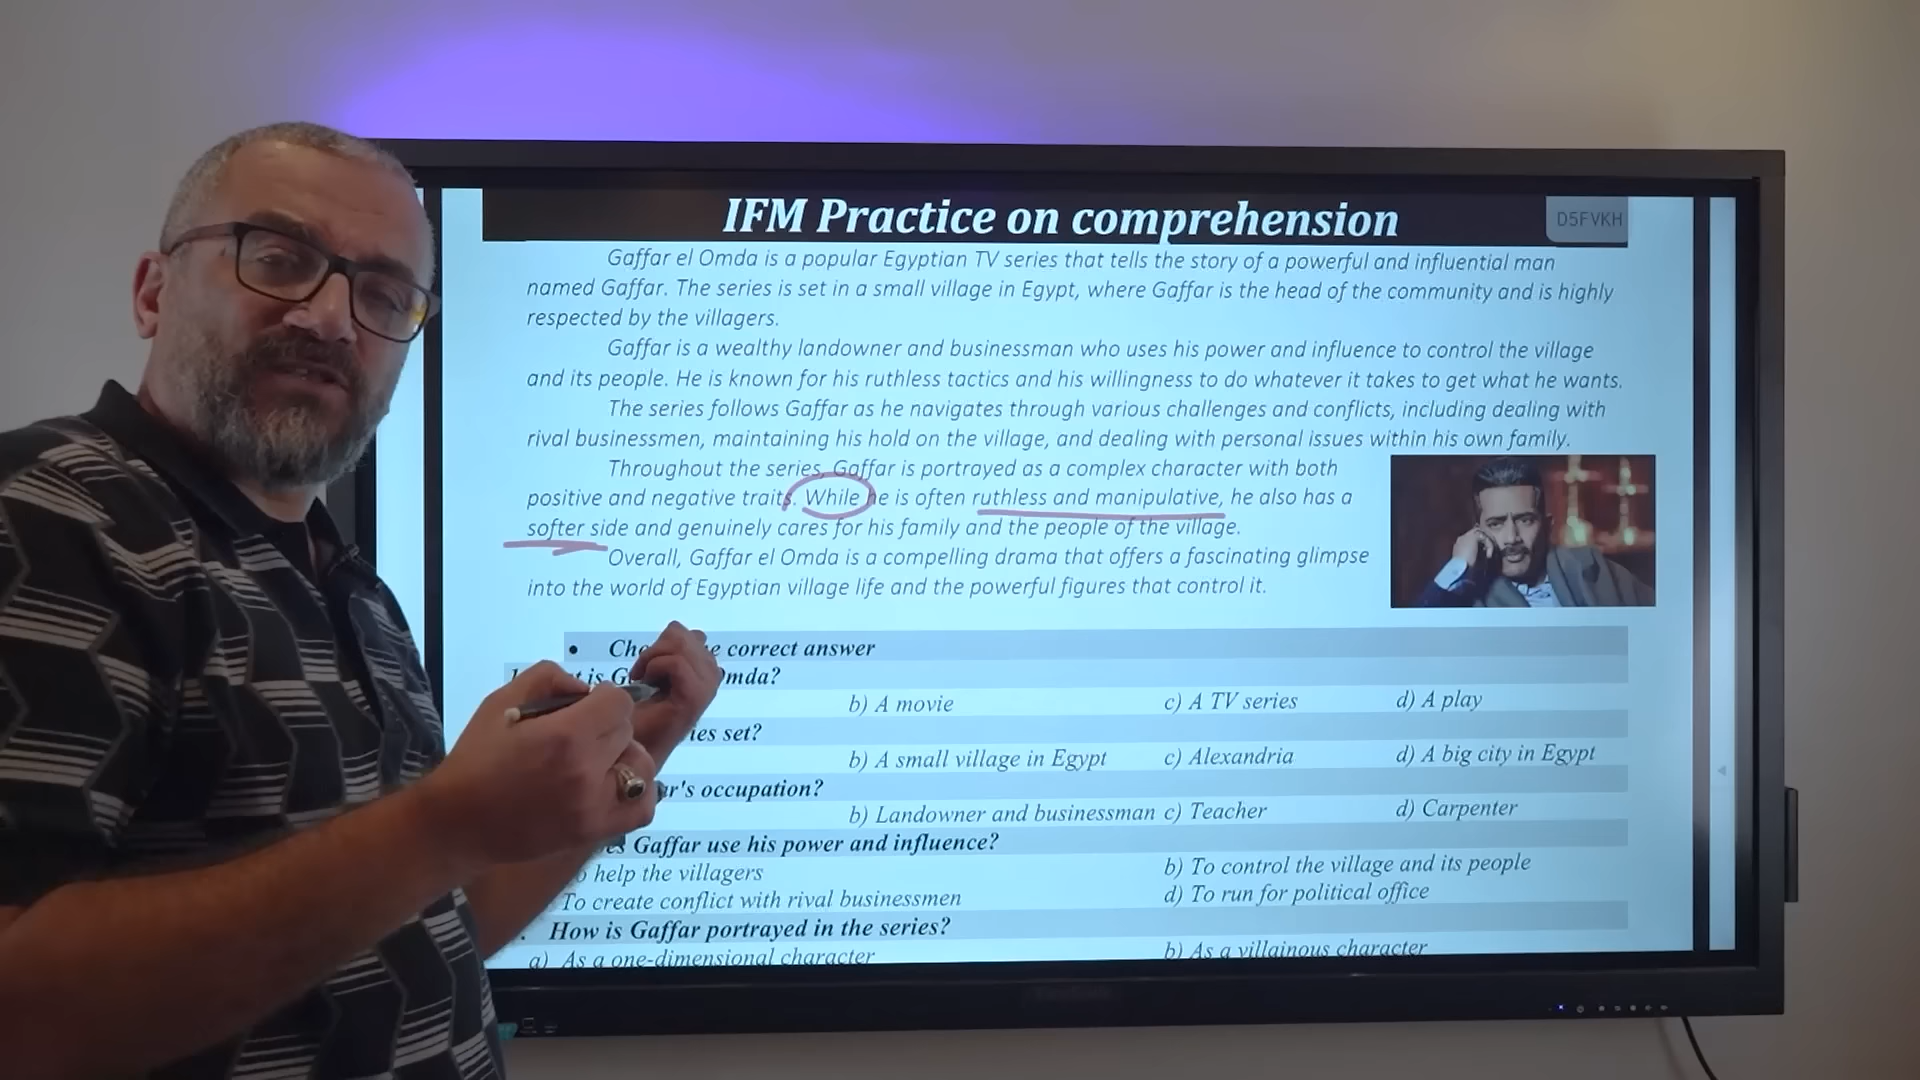 IFM Practice on comprehension
D5FVKH
Gaffar el Omda is a popular Egyptian TV series that tells the story of a powerful and influential man
named Gaffar. The series is set in a small village in Egypt, where Gaffar is the head of the community and is highly
respected by the villagers.
Gaffar is a wealthy landowner and businessman who uses his power and influence to control the village
and its people. He is known for his ruthless tactics and his willingness to do whatever it takes to get what he wants.
The series follows Gaffar as he navigates through various challenges and conflicts, including dealing with
rival businessmen, maintaining his hold on the village, and dealing with personal issues within his own family.
Throughout the series, Gaffar is portrayed as a complex character with both
positive and negative traits. While he is often ruthless and manipulative, he also has a
softer side and genuinely cares for his family and the people of the village.
Overall, Gaffar el Omda is a compelling drama that offers a fascinating glimpse
into the world of Egyptian village life and the powerful figures that control it.
• correct answer
is
b) A movie c) A TV series d) A play
set?
b) A small village in Egypt c) Alexandria d) A big city in Egypt
occupation?
b) Landowner and businessman c) Teacher d) Carpenter
Gaffar use his power and influence?
help the villagers b) To control the village and its people
To create conflict with rival businessmen d) To run for political office
How is Gaffar portrayed in the series?
a) As a one-dimensional character b) As a villainous character